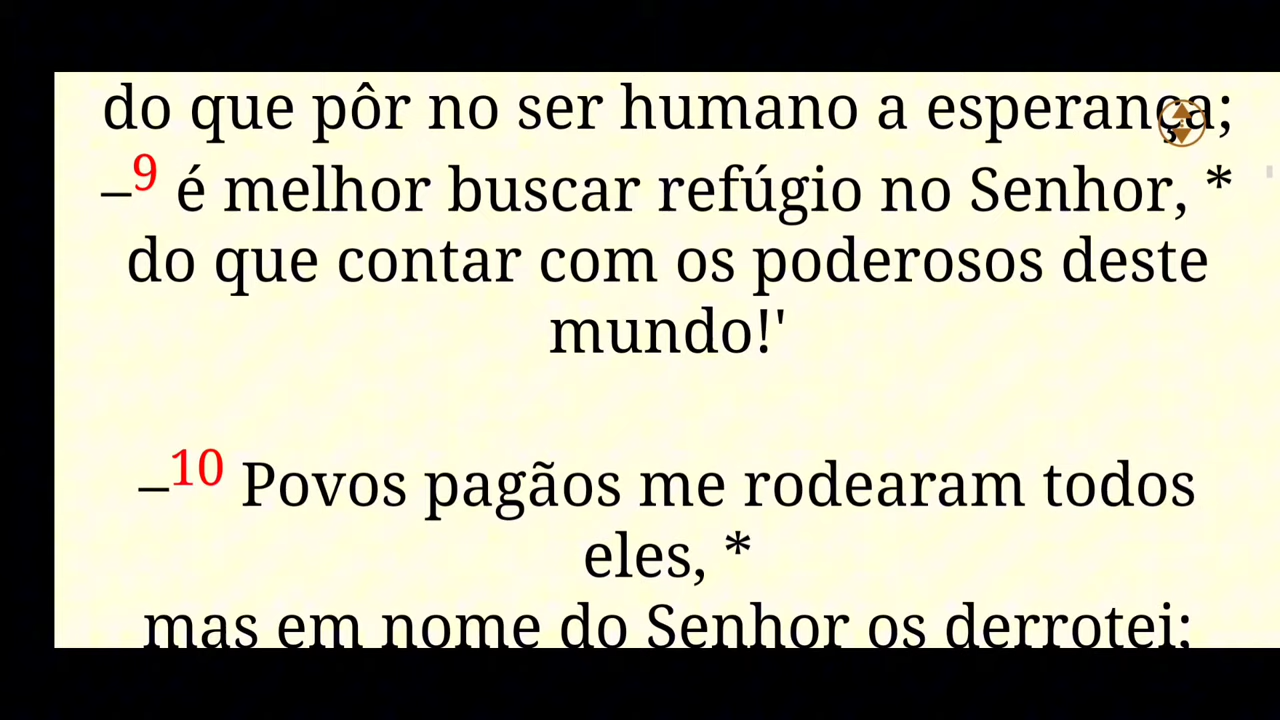 do que pôr no ser humano a esperança;
–9 é melhor buscar refúgio no Senhor, *
do que contar com os poderosos deste
mundo!'
–10 Povos pagãos me rodearam todos
eles, *
mas em nome do Senhor os derrotei;